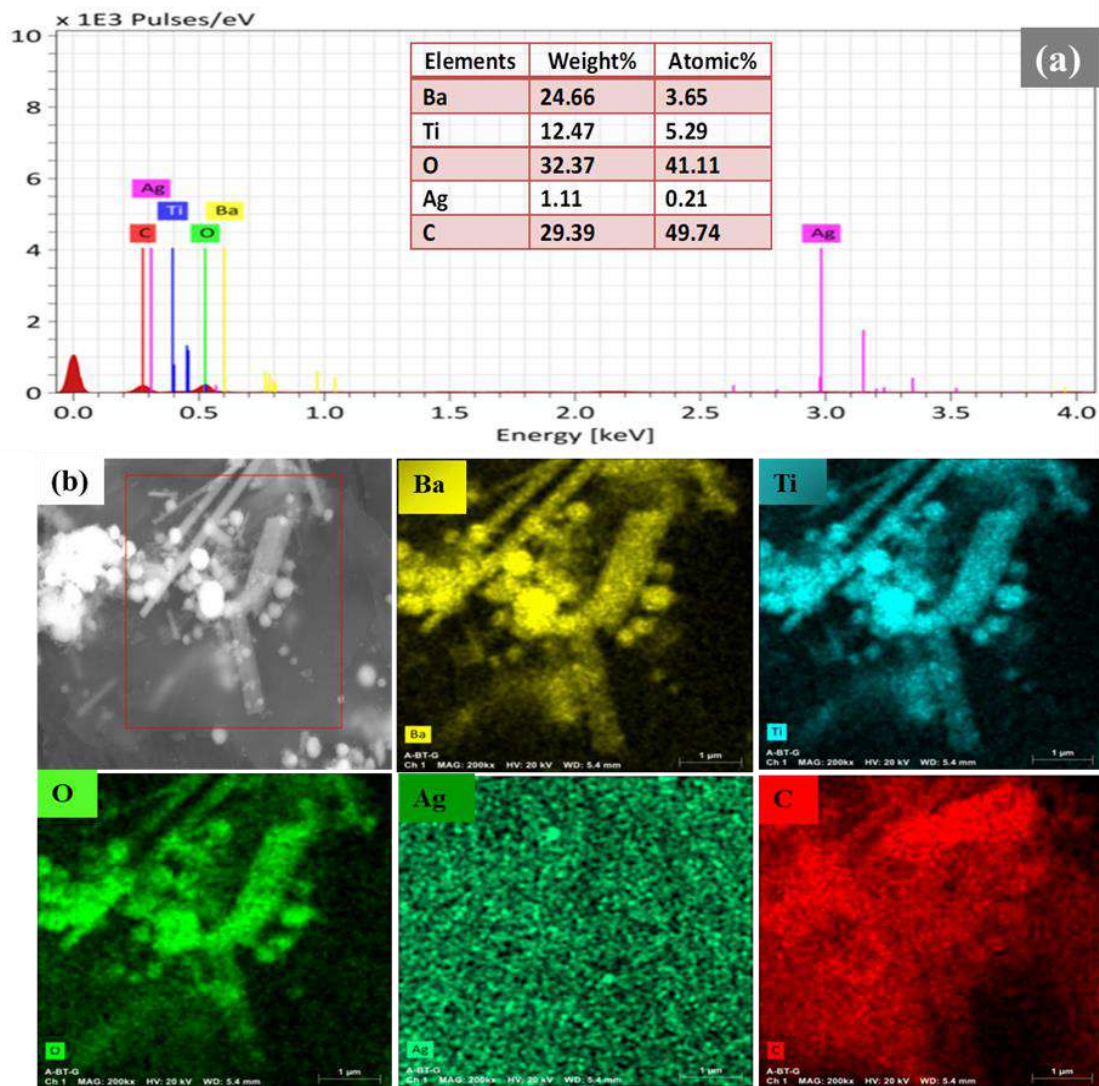 x 1E3 Pulses/eV
(a)
10
8
6
4
2
0
Elements Weight% Atomic%
Ba 24.66 3.65
Ti 12.47 5.29
O 32.37 41.11
Ag 1.11 0.21
C 29.39 49.74
Ag
Ti Ba
C O
Ag
0.0 0.5 1.0 2.0 2.5 3.0 3.5 4.0
Energy [keV]
(b)
Ba
Ba
A-BT-G
Ch 1 MAG: 200kx HV: 20 kV WD: 5.4 mm
1 µm
Ti
Ti
A-BT-G
Ch 1 MAG: 200kx HV: 20 kV WD: 5.4 mm
1 µm
O
O
A-BT-G
Ch 1 MAG: 200kx HV: 20 kV WD: 5.4 mm
1 µm
Ag
Ag
A-BT-G
Ch 1 MAG: 200kx HV: 20 kV WD: 5.4 mm
1 µm
C
C
A-BT-G
Ch 1 MAG: 200kx HV: 20 kV WD: 5.4 mm
1 µm